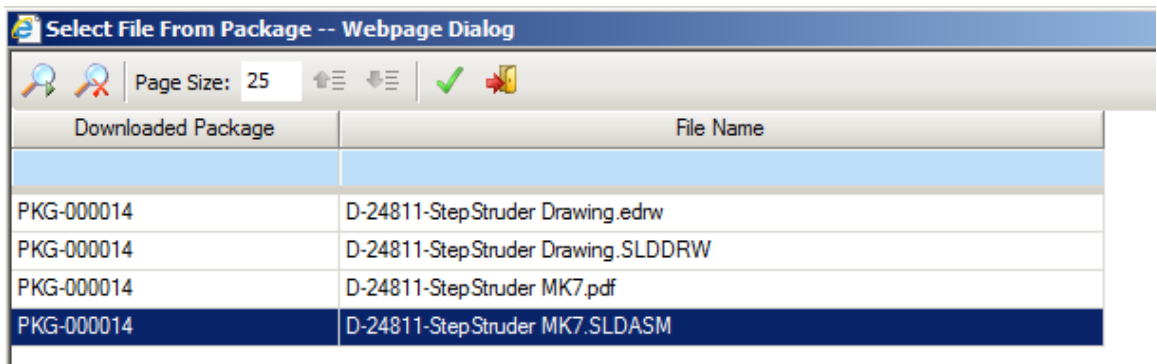 Select File From Package -- Webpage Dialog
Page Size: 25
Downloaded Package File Name
PKG-000014 D-24811-StepStruder Drawing.edrw
PKG-000014 D-24811-StepStruder Drawing.SLDDRW
PKG-000014 D-24811-StepStruder MK7.pdf
PKG-000014 D-24811-StepStruder MK7.SLDASM